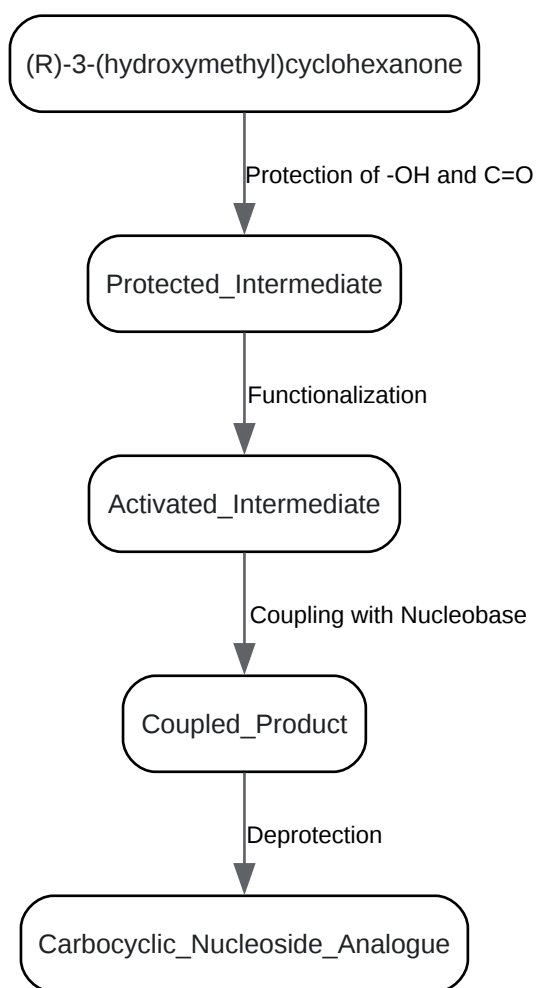 (R)-3-(hydroxymethyl)cyclohexanone
Protection of -OH and C=O
Protected_Intermediate
Functionalization
Activated_Intermediate
Coupling with Nucleobase
Coupled_Product
Deprotection
Carbocyclic_Nucleoside_Analogue